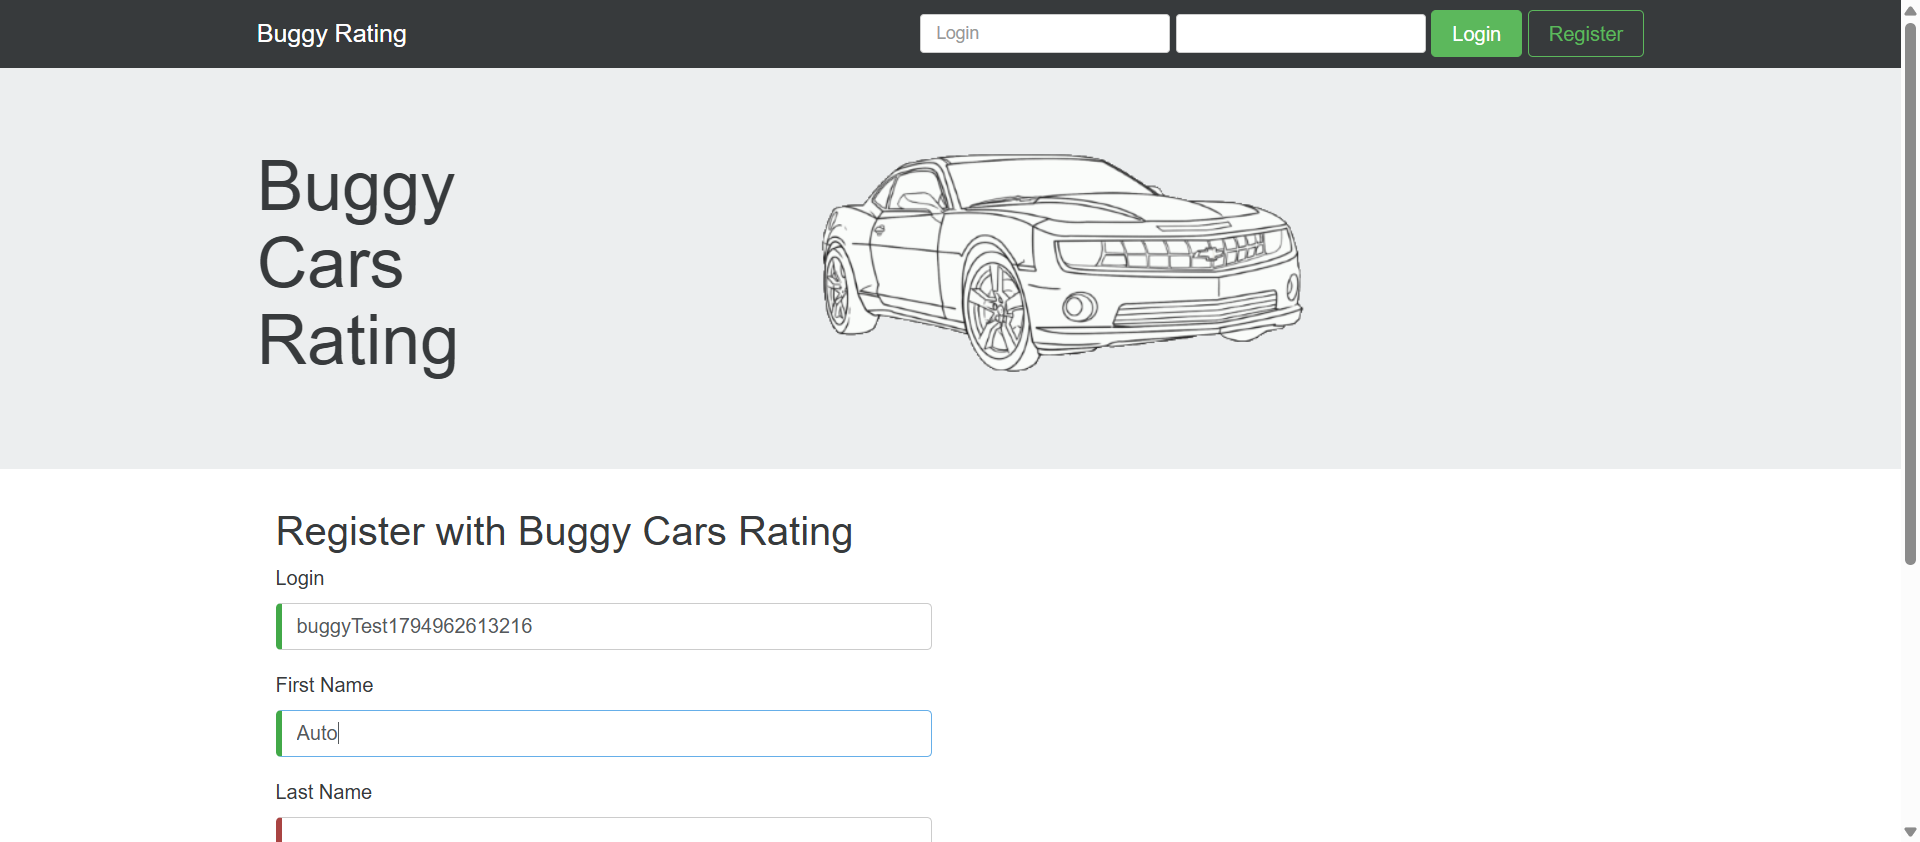 Buggy Rating
Login
Login
Register
Buggy
Cars
Rating
Register with Buggy Cars Rating
Login
buggyTest1794962613216
First Name
Auto
Last Name